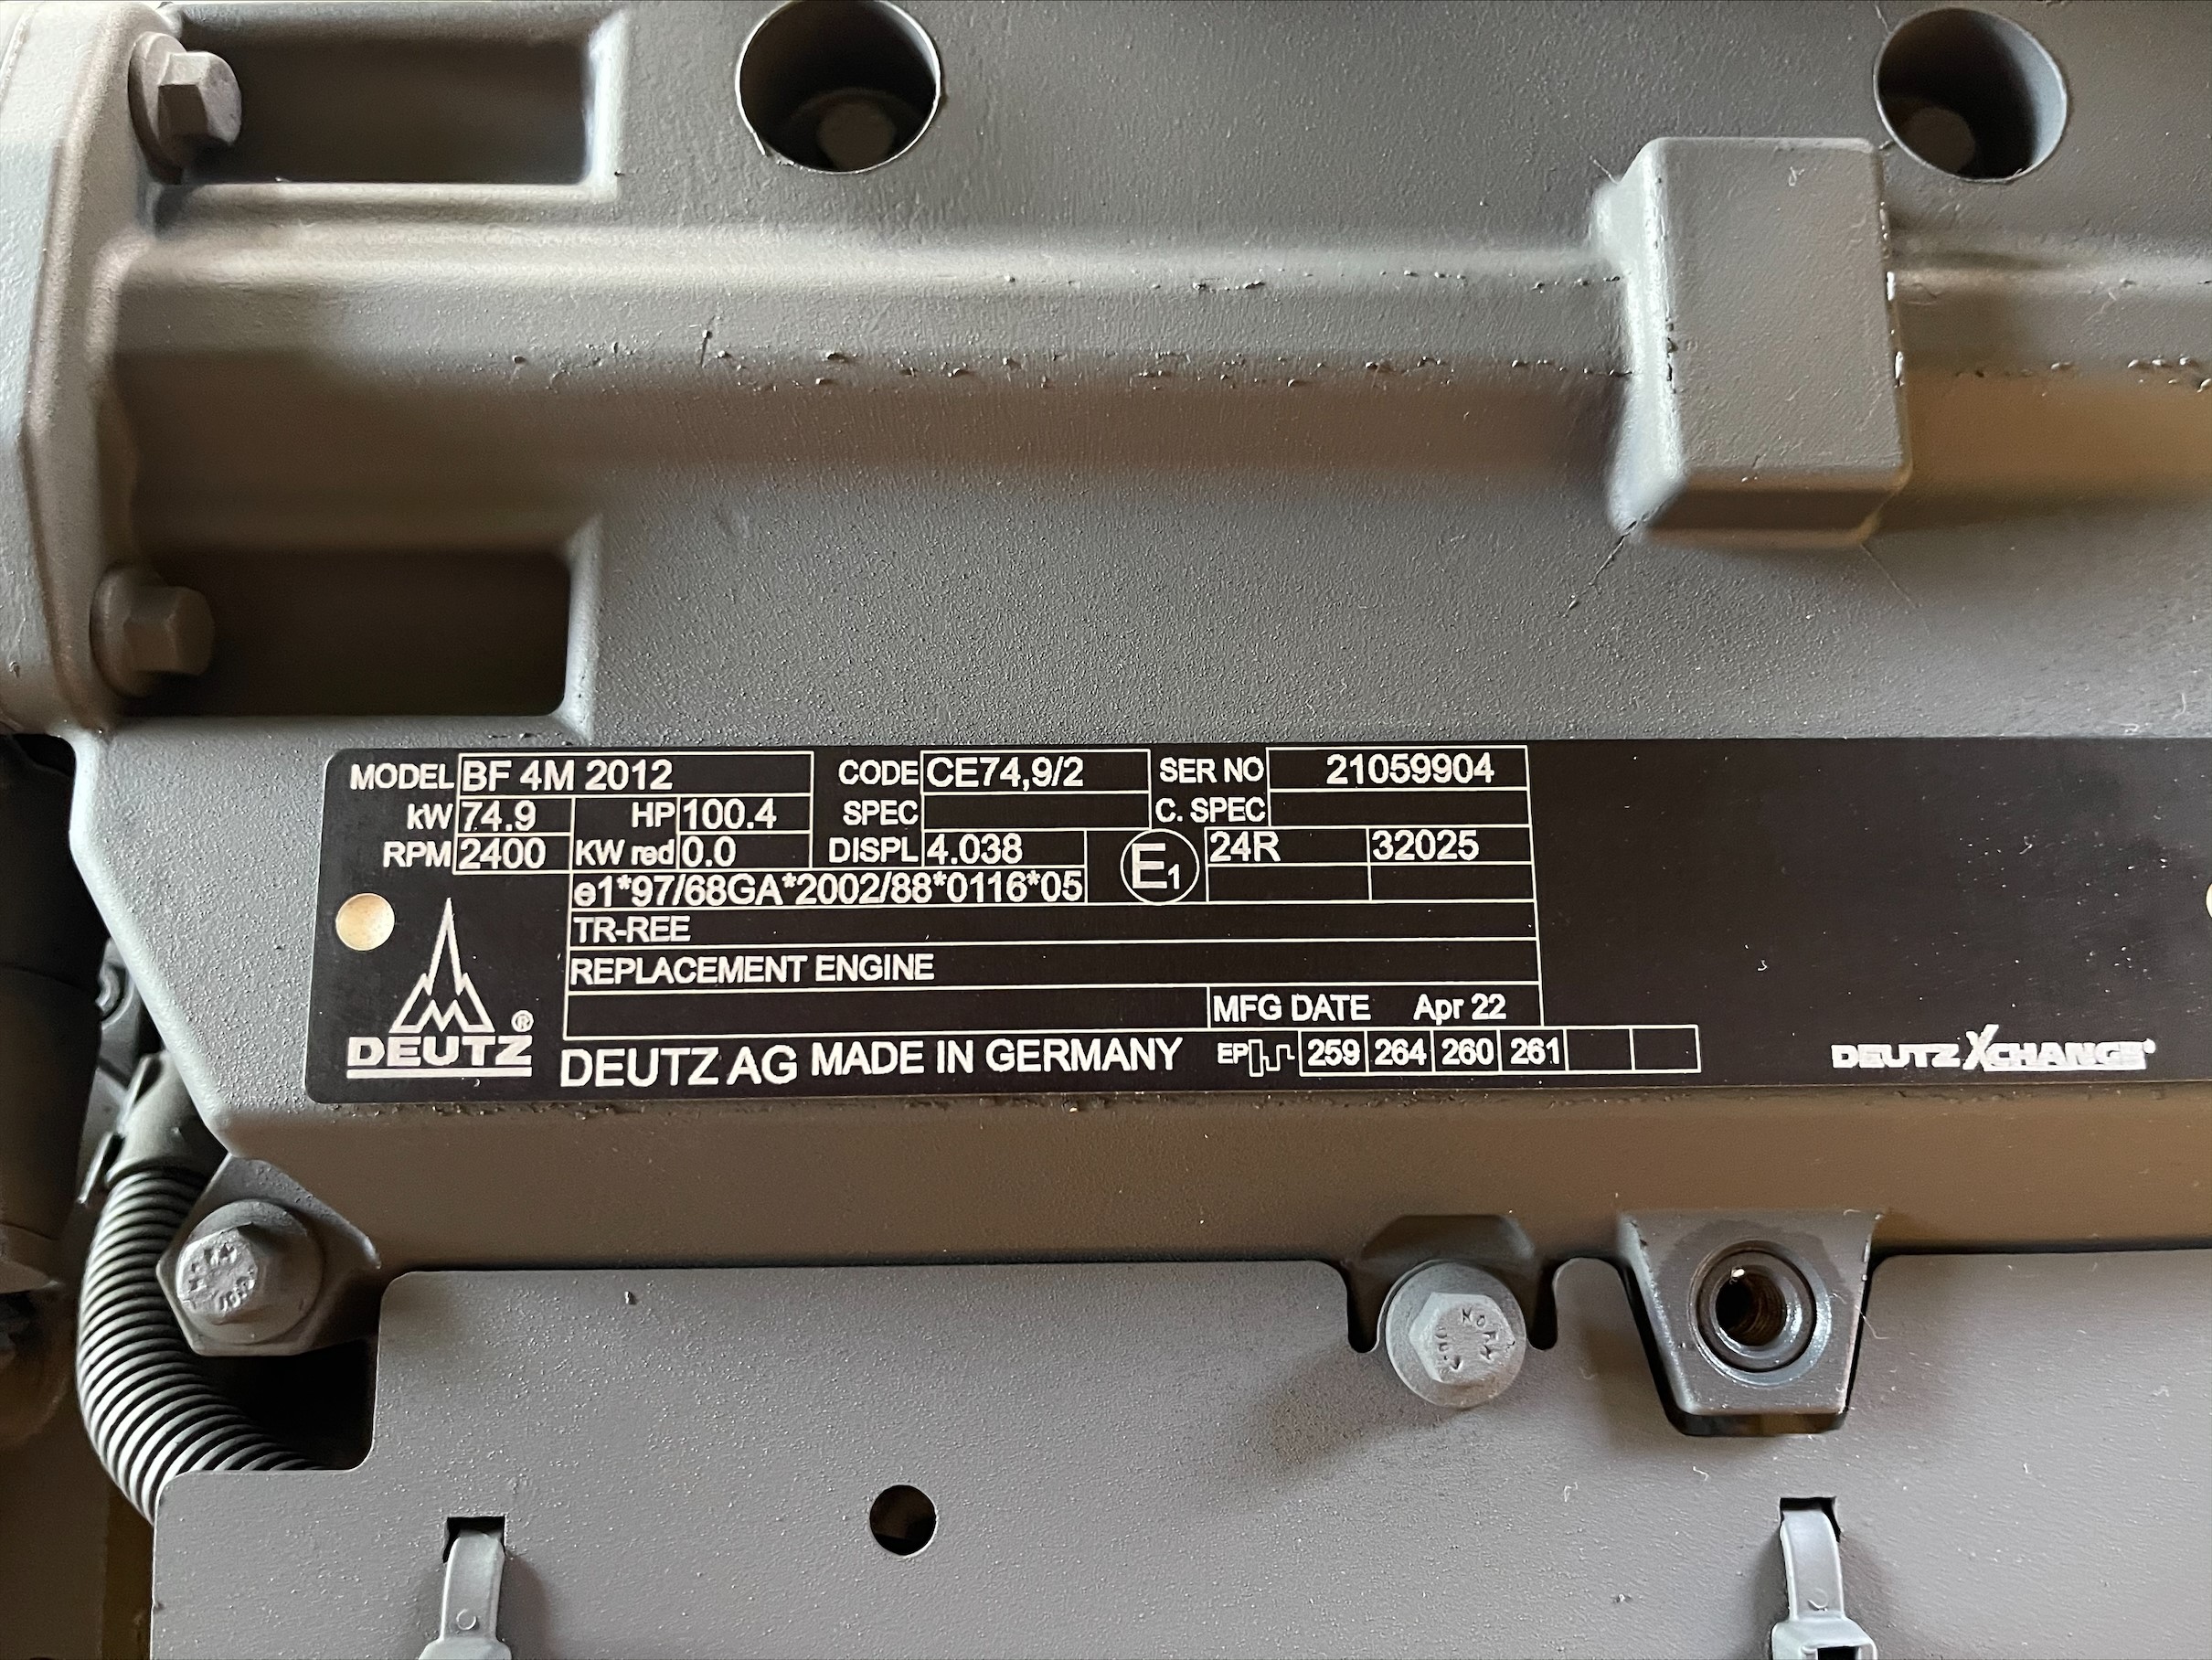 MODEL BF 4M 2012 CODE CE74,9/2 SER NO 21059904
kW 74.9 HP 100.4 SPEC C. SPEC
RPM 2400 KW red 0.0 DISPL 4.038 E1 24R 32025
e1*97/68GA*2002/88*0116*05
TR-REE
REPLACEMENT ENGINE
MFG DATE Apr 22
DEUTZ ® DEUTZ AG MADE IN GERMANY EP 259 264 260 261 DEUTZ XCHANGE